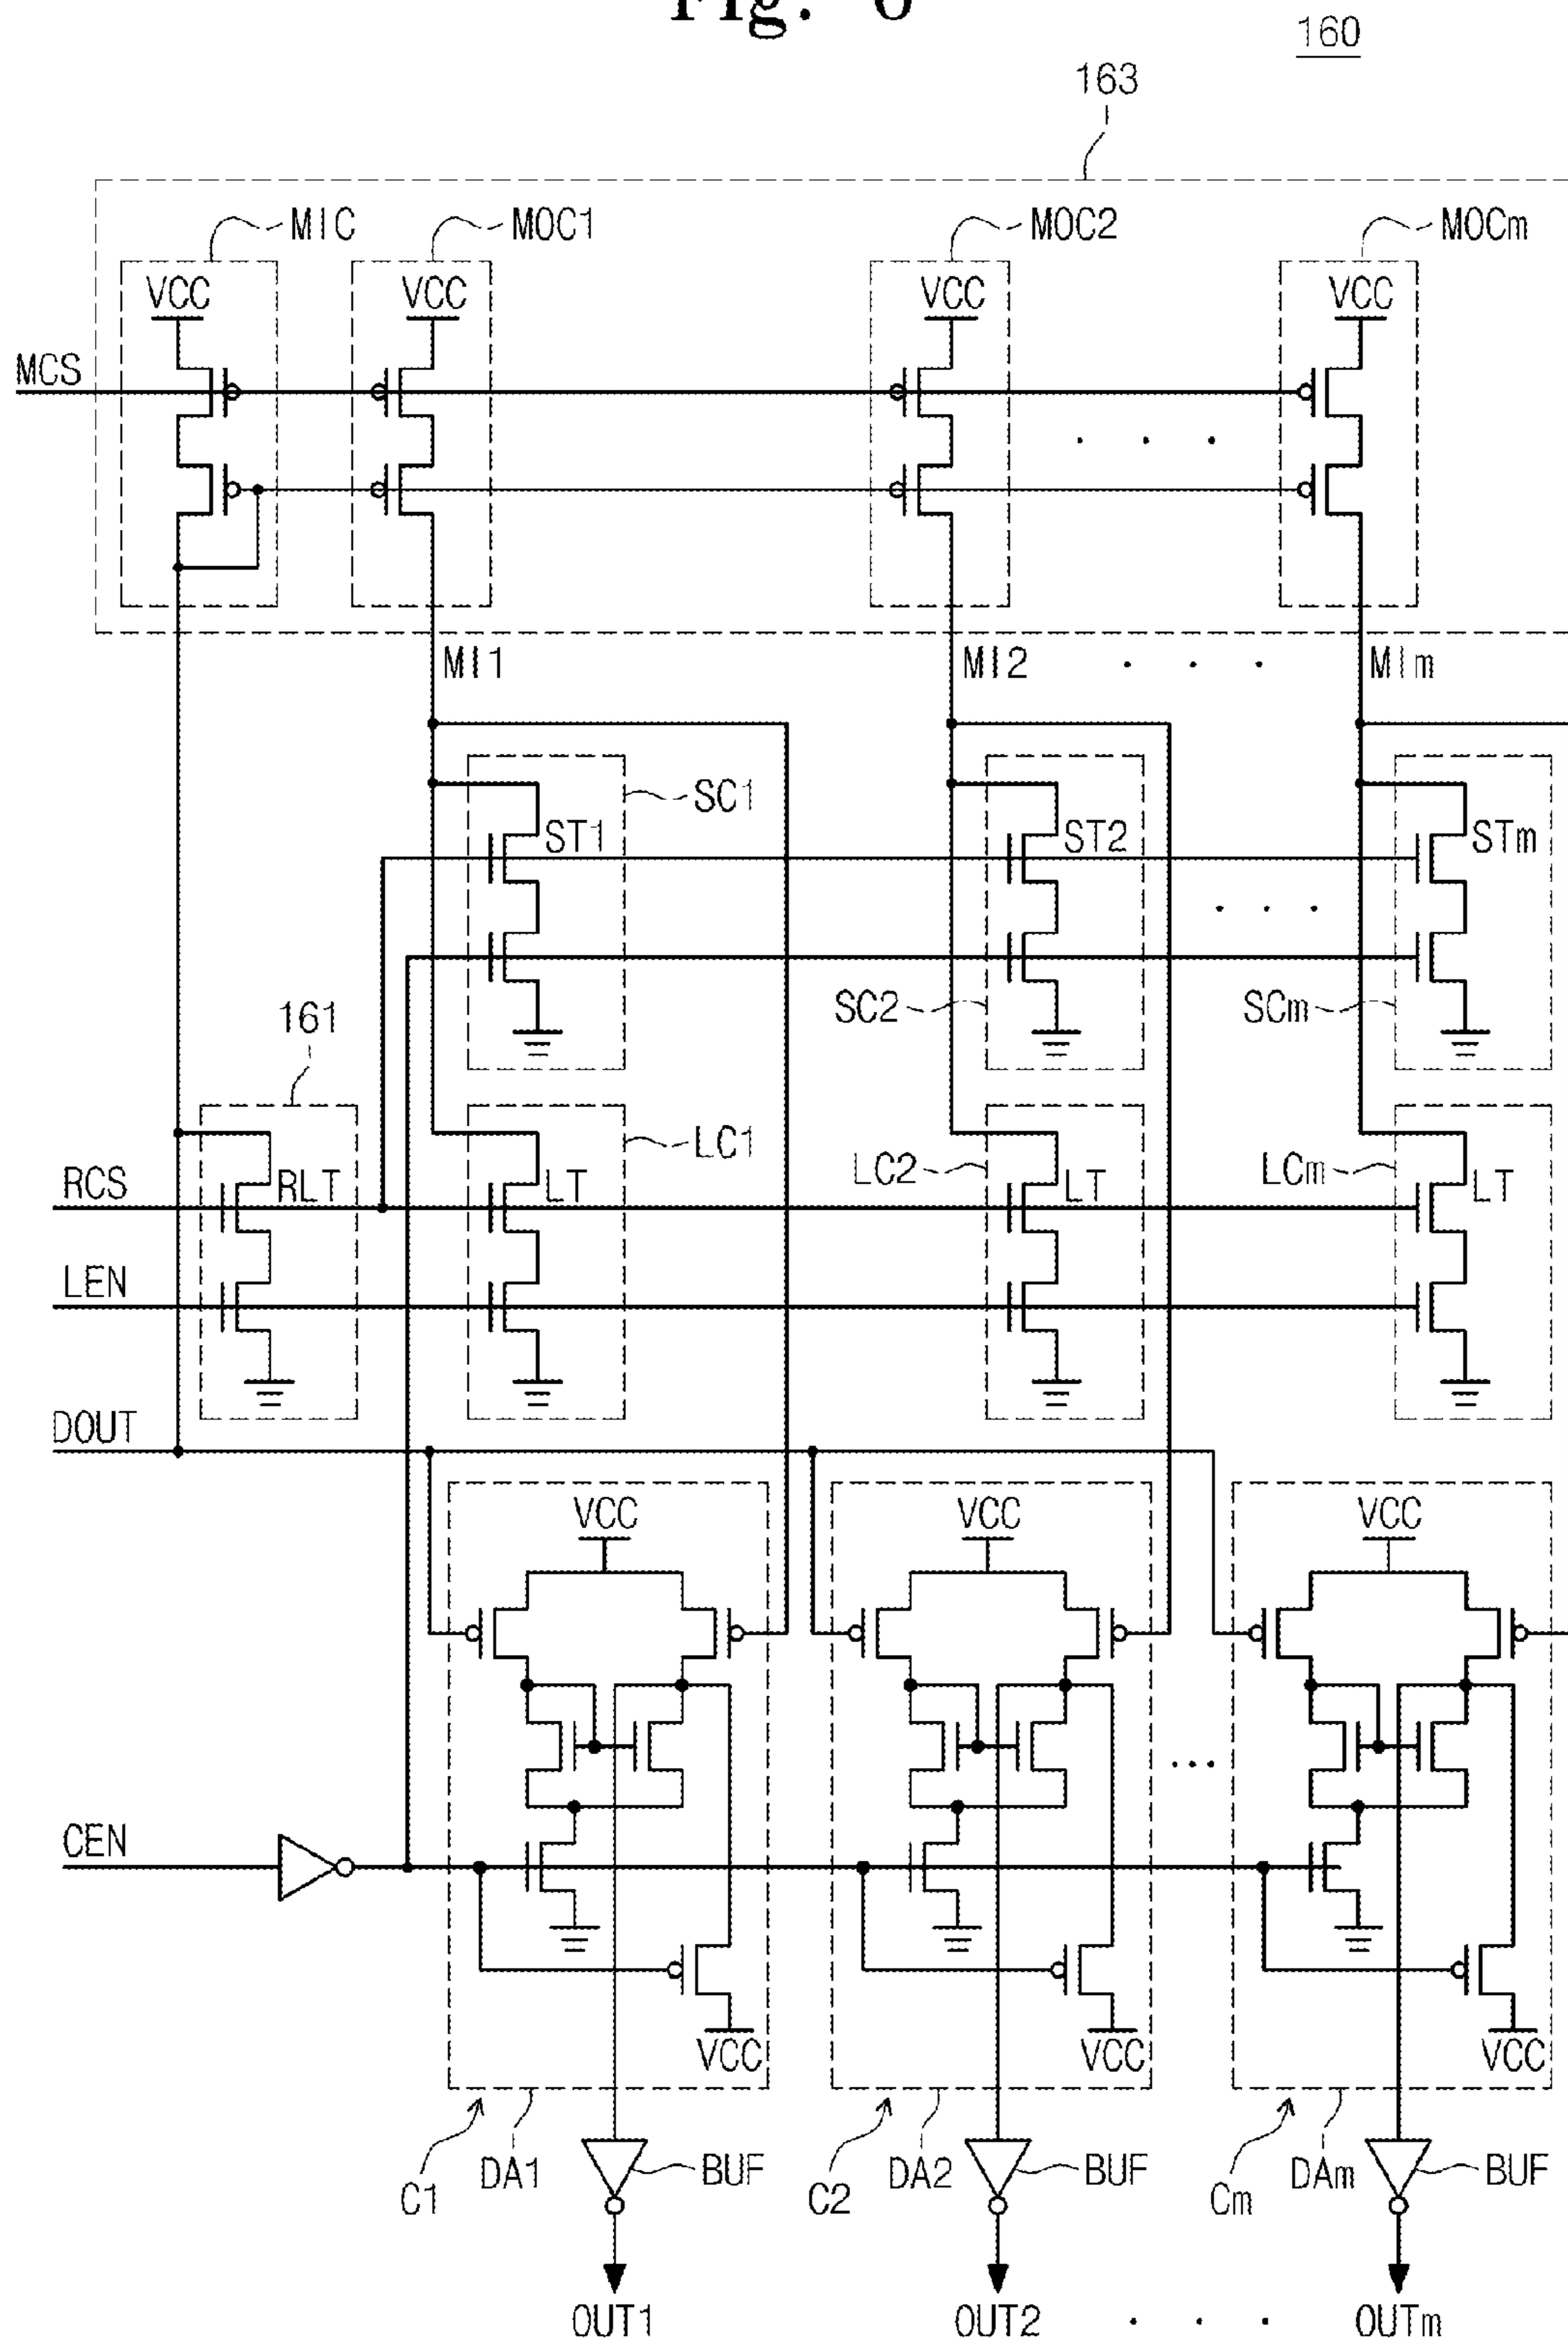 Fig. 6
160
163
MIC MOC1 MOC2 MOCm
VCC VCC VCC VCC
MCS
. . .
MI1 MI2 . . . MIm
SC1
ST1 ST2 STm
. . .
SC2 SCm
161
LC1 LC2 LCm
RCS RLT LT LT LT
LEN
DOUT
VCC VCC VCC
...
CEN
VCC VCC VCC
C1 DA1 BUF C2 DA2 BUF Cm DAm BUF
OUT1 OUT2 . . . OUTm